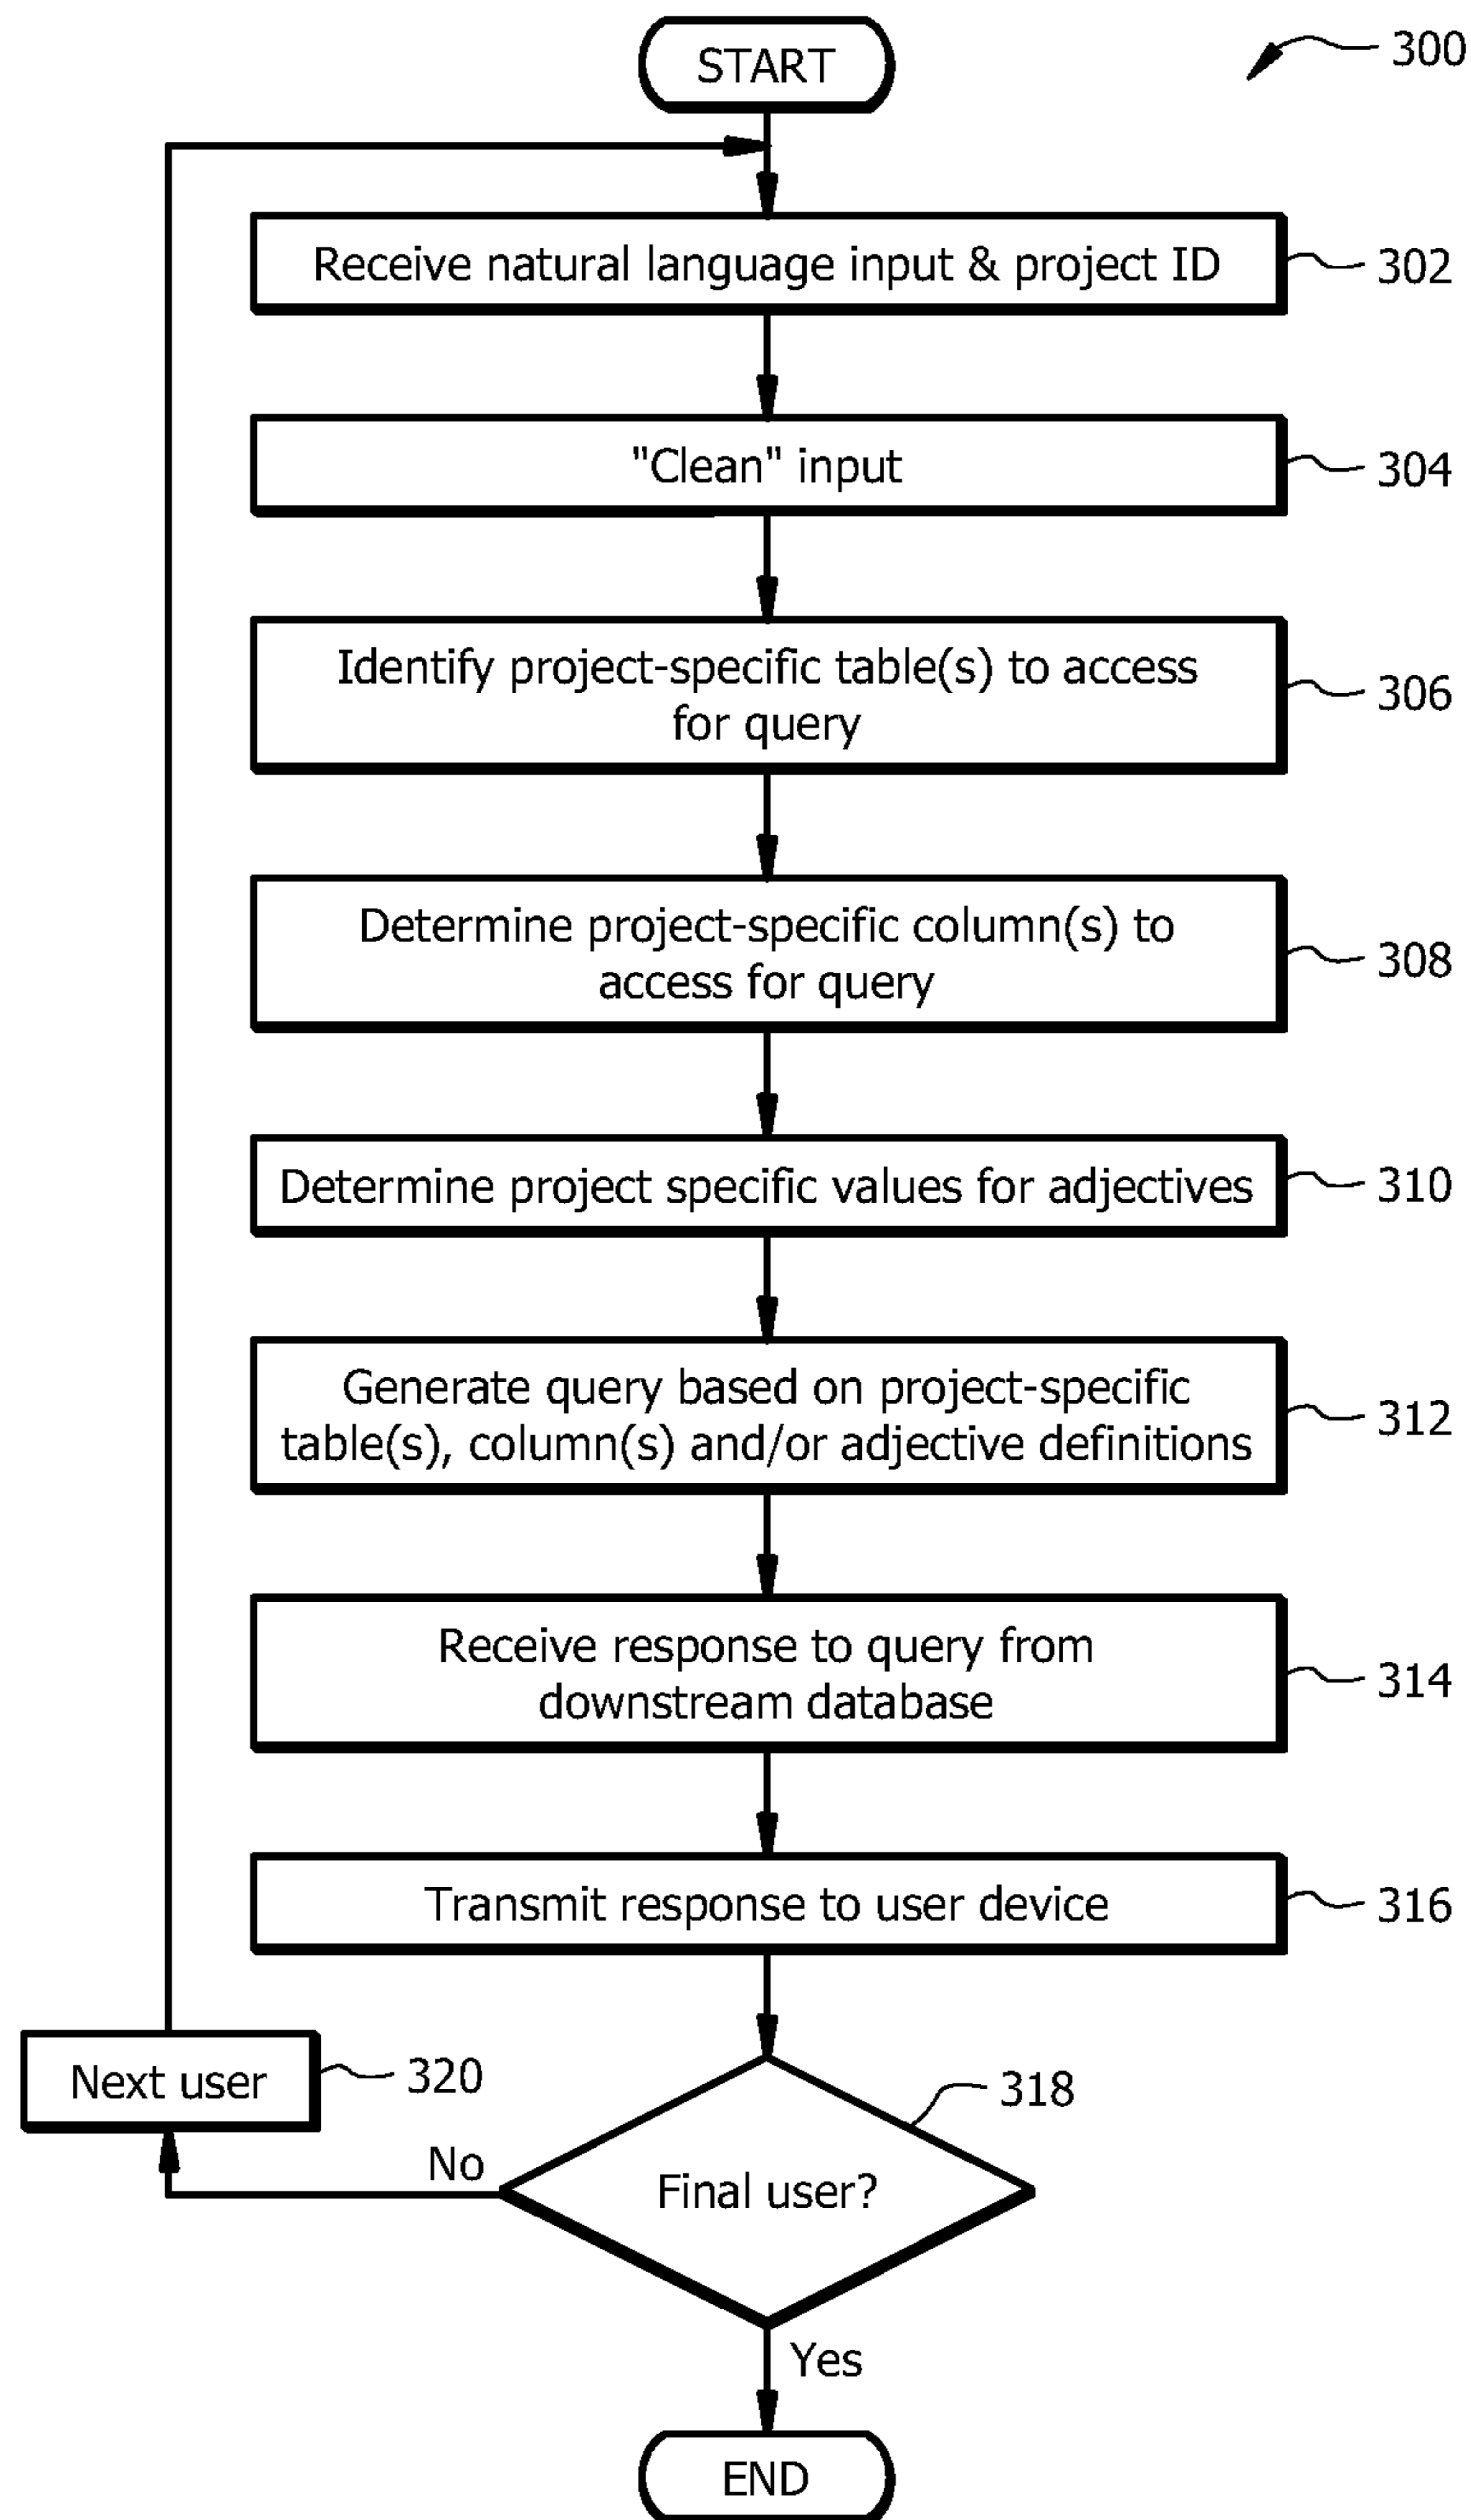 START
300
Receive natural language input & project ID
302
"Clean" input
304
Identify project-specific table(s) to access
for query
306
Determine project-specific column(s) to
access for query
308
Determine project specific values for adjectives
310
Generate query based on project-specific
table(s), column(s) and/or adjective definitions
312
Receive response to query from
downstream database
314
Transmit response to user device
316
Next user
320
318
No
Final user?
Yes
END